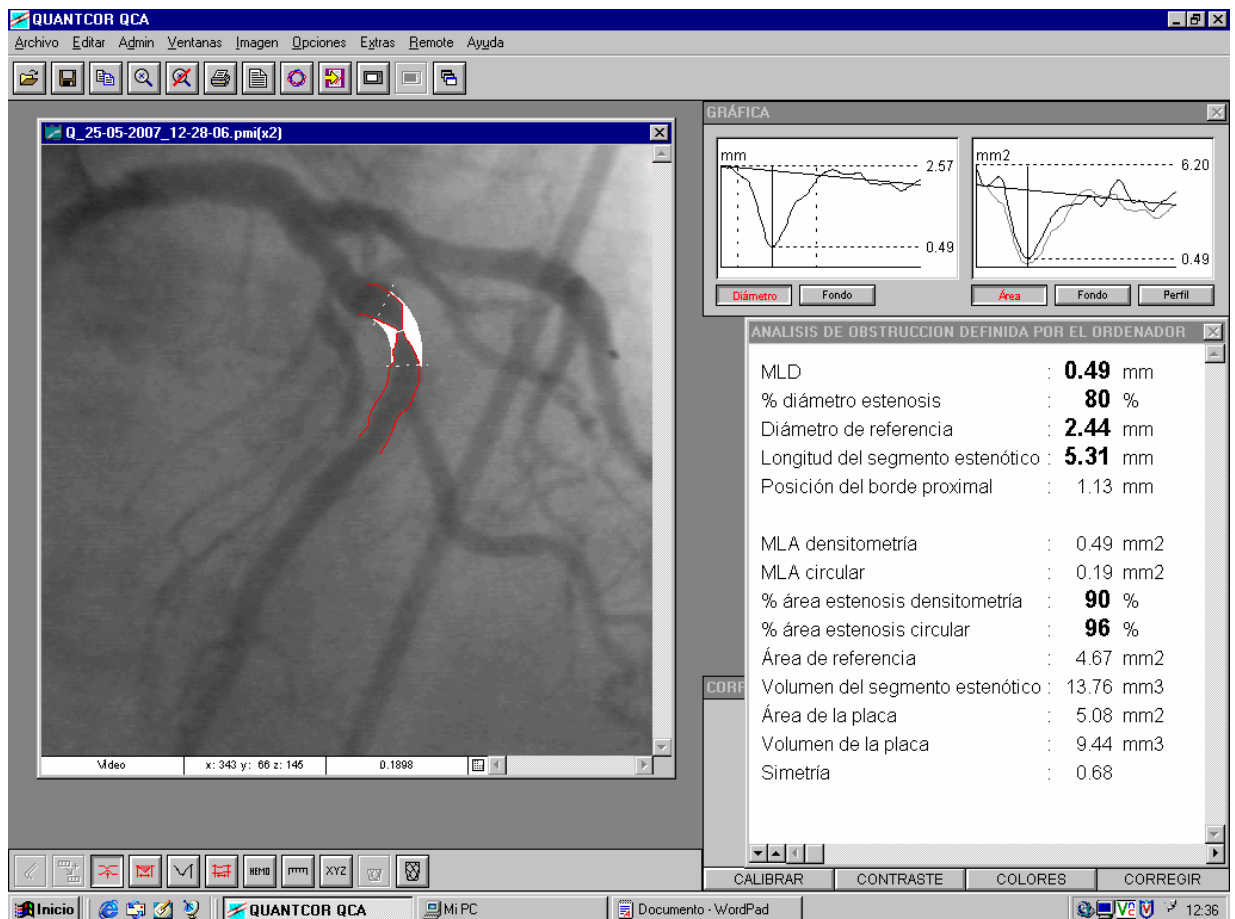 QUANTCOR QCA
Archivo Editar Admin Ventanas Imagen Opciones Extras Remote Ayuda
Q_25-05-2007_12-28-06.pmi(x2)
Video x: 343 y: 66 z: 145 0.1898
GRÁFICA
mm 2.57
0.49
Diámetro Fondo
mm2 6.20
0.49
Área Fondo Perfil
ANALISIS DE OBSTRUCCION DEFINIDA POR EL ORDENADOR
MLD : 0.49 mm
% diámetro estenosis : 80 %
Diámetro de referencia : 2.44 mm
Longitud del segmento estenótico : 5.31 mm
Posición del borde proximal : 1.13 mm
MLA densitometría : 0.49 mm2
MLA circular : 0.19 mm2
% área estenosis densitometría : 90 %
% área estenosis circular : 96 %
Área de referencia : 4.67 mm2
Volumen del segmento estenótico : 13.76 mm3
Área de la placa : 5.08 mm2
Volumen de la placa : 9.44 mm3
Simetría : 0.68
CORR
CALIBRAR CONTRASTE COLORES CORREGIR
HEMO XYZ
Inicio QUANTCOR QCA Mi PC Documento - WordPad 12:36